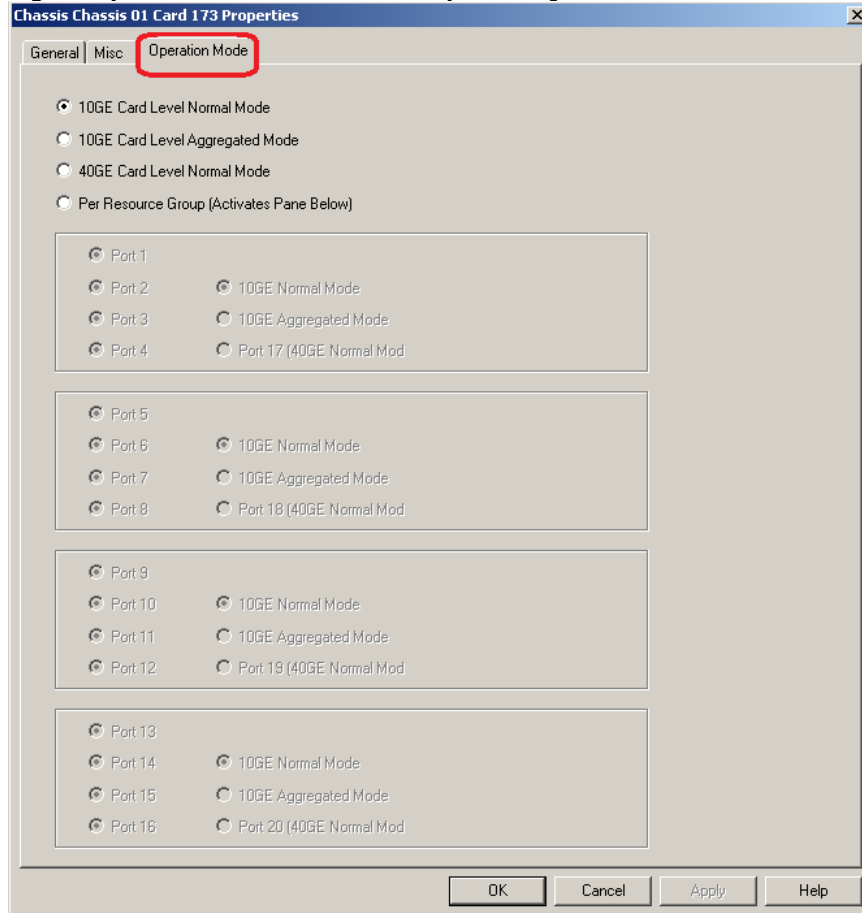 Chassis Chassis 01 Card 173 Properties
General Misc Operation Mode
10GE Card Level Normal Mode
10GE Card Level Aggregated Mode
40GE Card Level Normal Mode
Per Resource Group (Activates Pane Below)
Port 1
Port 2 10GE Normal Mode
Port 3 10GE Aggregated Mode
Port 4 Port 17 (40GE Normal Mod
Port 5
Port 6 10GE Normal Mode
Port 7 10GE Aggregated Mode
Port 8 Port 18 (40GE Normal Mod
Port 9
Port 10 10GE Normal Mode
Port 11 10GE Aggregated Mode
Port 12 Port 19 (40GE Normal Mod
Port 13
Port 14 10GE Normal Mode
Port 15 10GE Aggregated Mode
Port 16 Port 20 (40GE Normal Mod
OK Cancel Apply Help